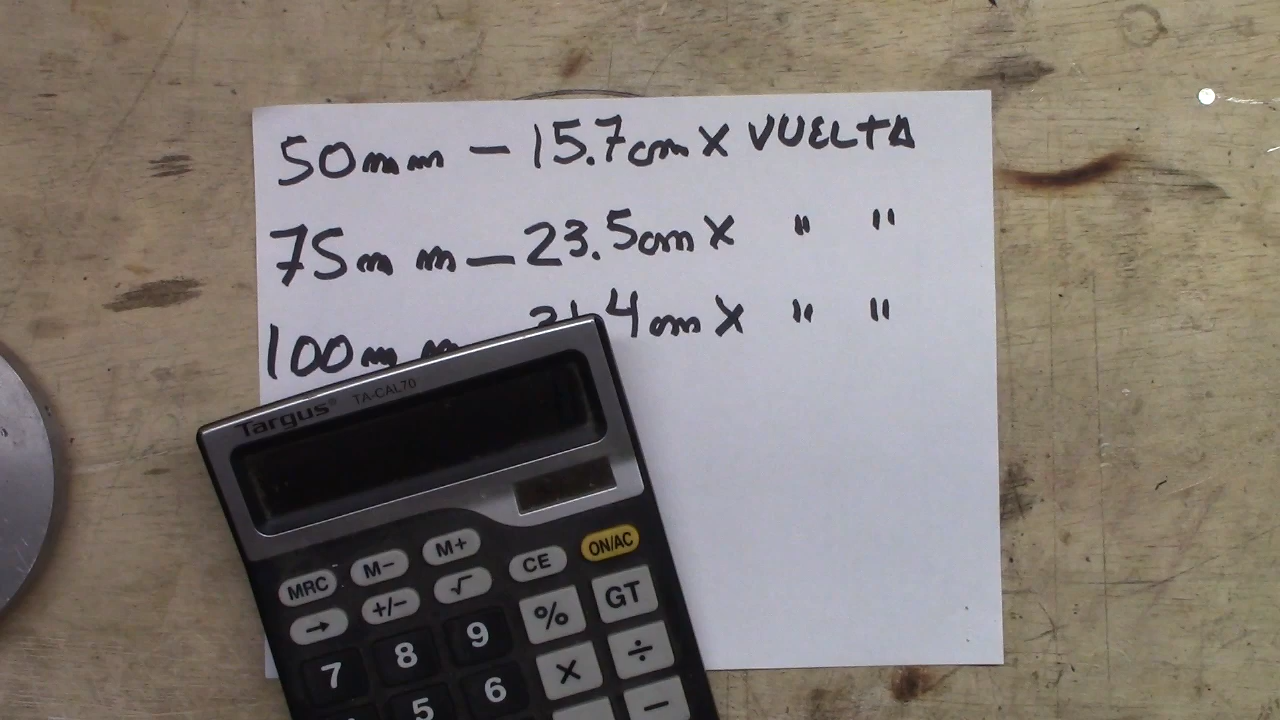 50mm - 15.7cm X VUELTA
75mm - 23.5cm X " "
100mm 31.4cm X " "
Targus® TA-CAL70
MRC M- M+ CE ON/AC
→ +/- √ % GT
7 8 9 X ÷
5 6 -